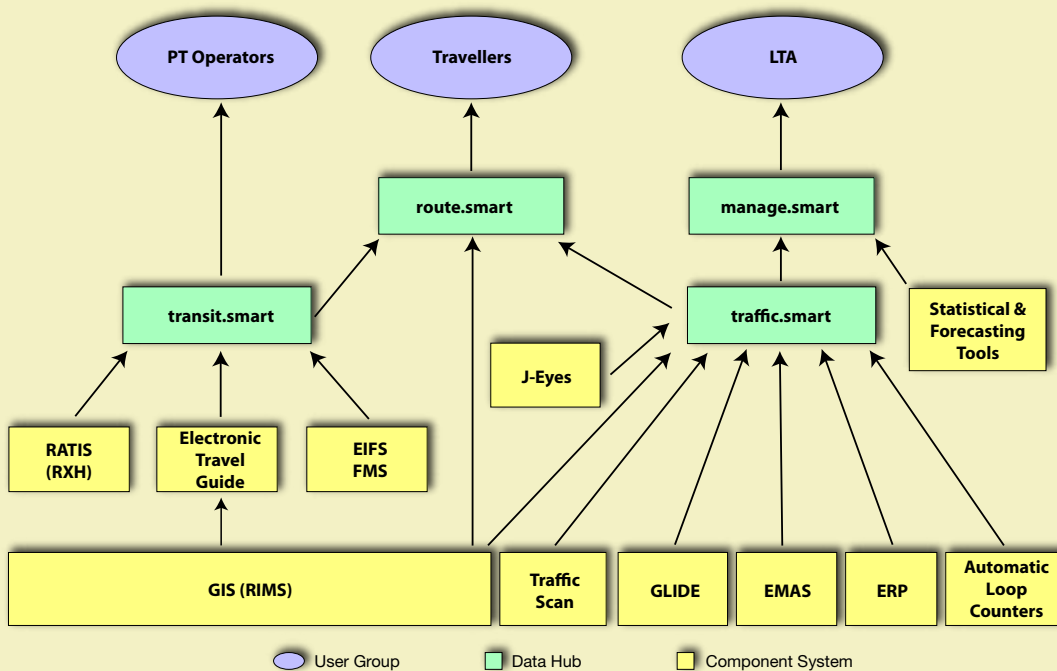 PT Operators
Travellers
LTA
route.smart
manage.smart
transit.smart
traffic.smart
Statistical &
Forecasting
Tools
J-Eyes
RATIS
(RXH)
Electronic
Travel
Guide
EIFS
FMS
GIS (RIMS)
Traffic
Scan
GLIDE
EMAS
ERP
Automatic
Loop
Counters
User Group
Data Hub
Component System